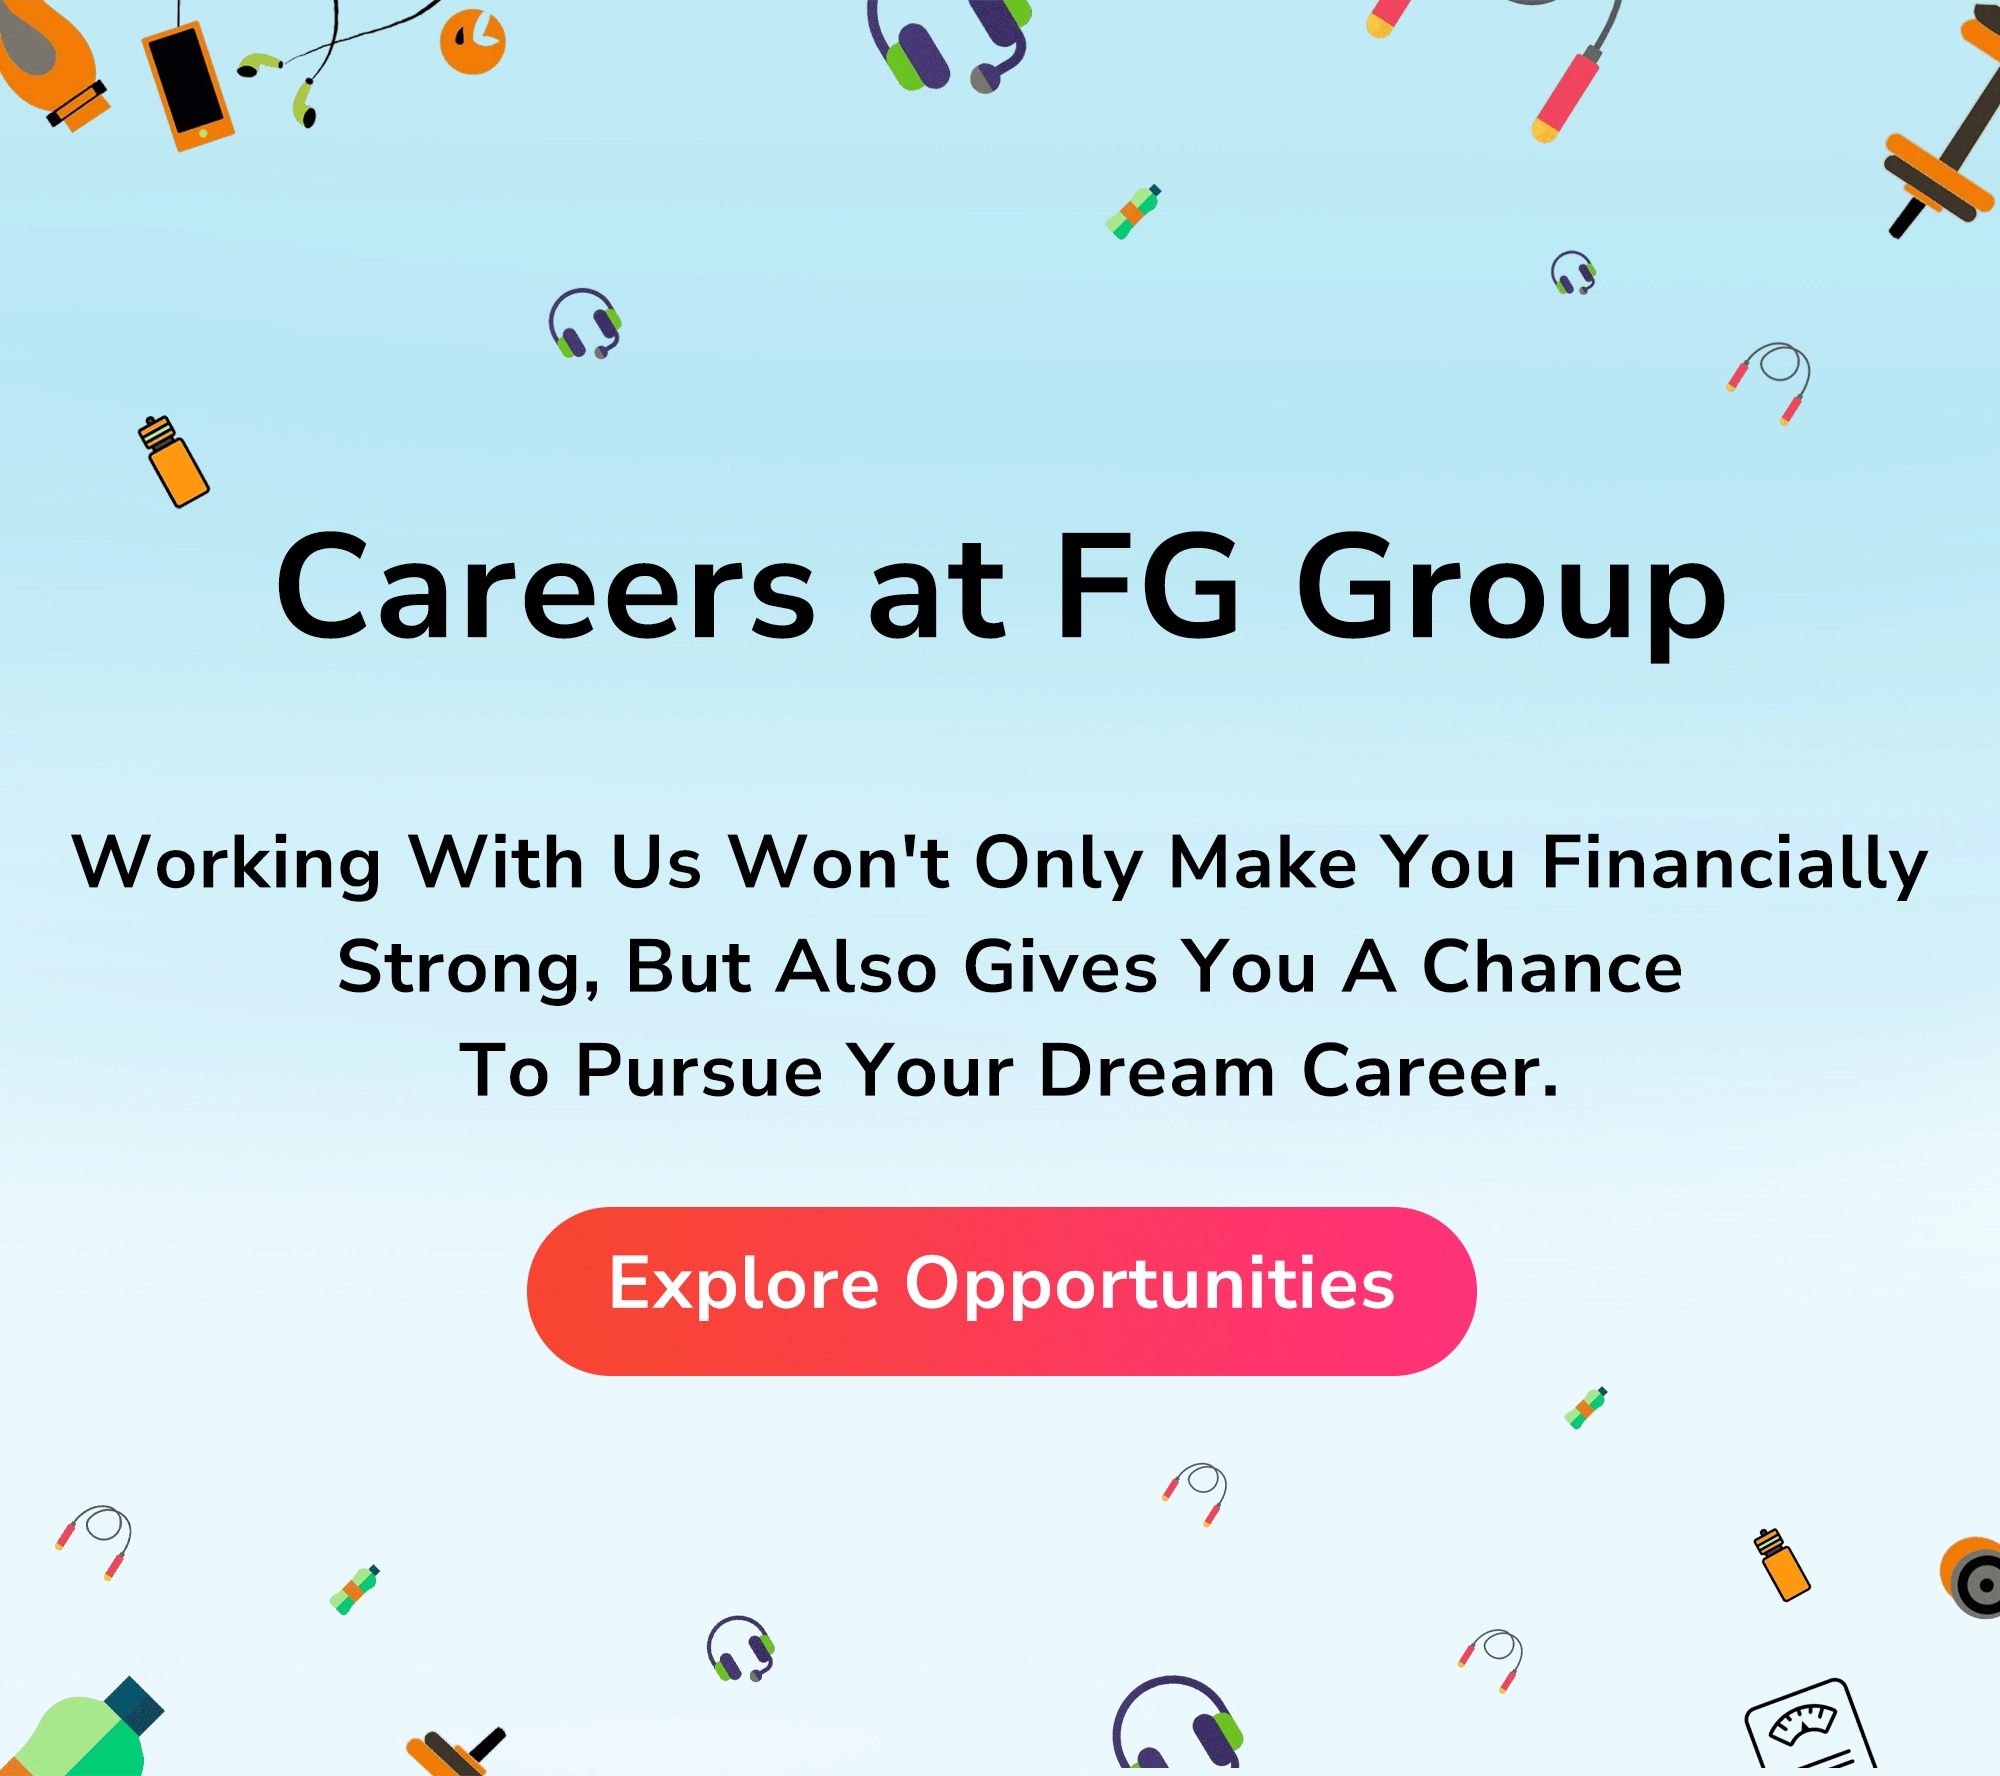 Careers at FG Group
Working With Us Won't Only Make You Financially
Strong, But Also Gives You A Chance
To Pursue Your Dream Career.
Explore Opportunities